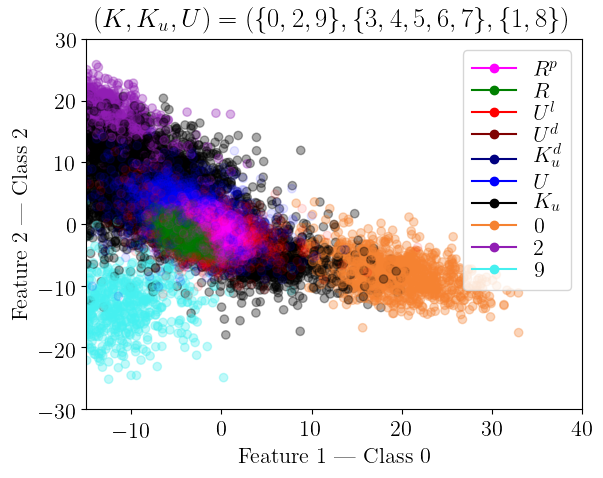 (K, K_u, U) = ({0, 2, 9}, {3, 4, 5, 6, 7}, {1, 8})
30
20
10
0
−10
−20
−30
Feature 2 — Class 2
R^p
R
U^l
U^d
K_u^d
U
K_u
0
2
9
−10
0
10
20
30
40
Feature 1 — Class 0